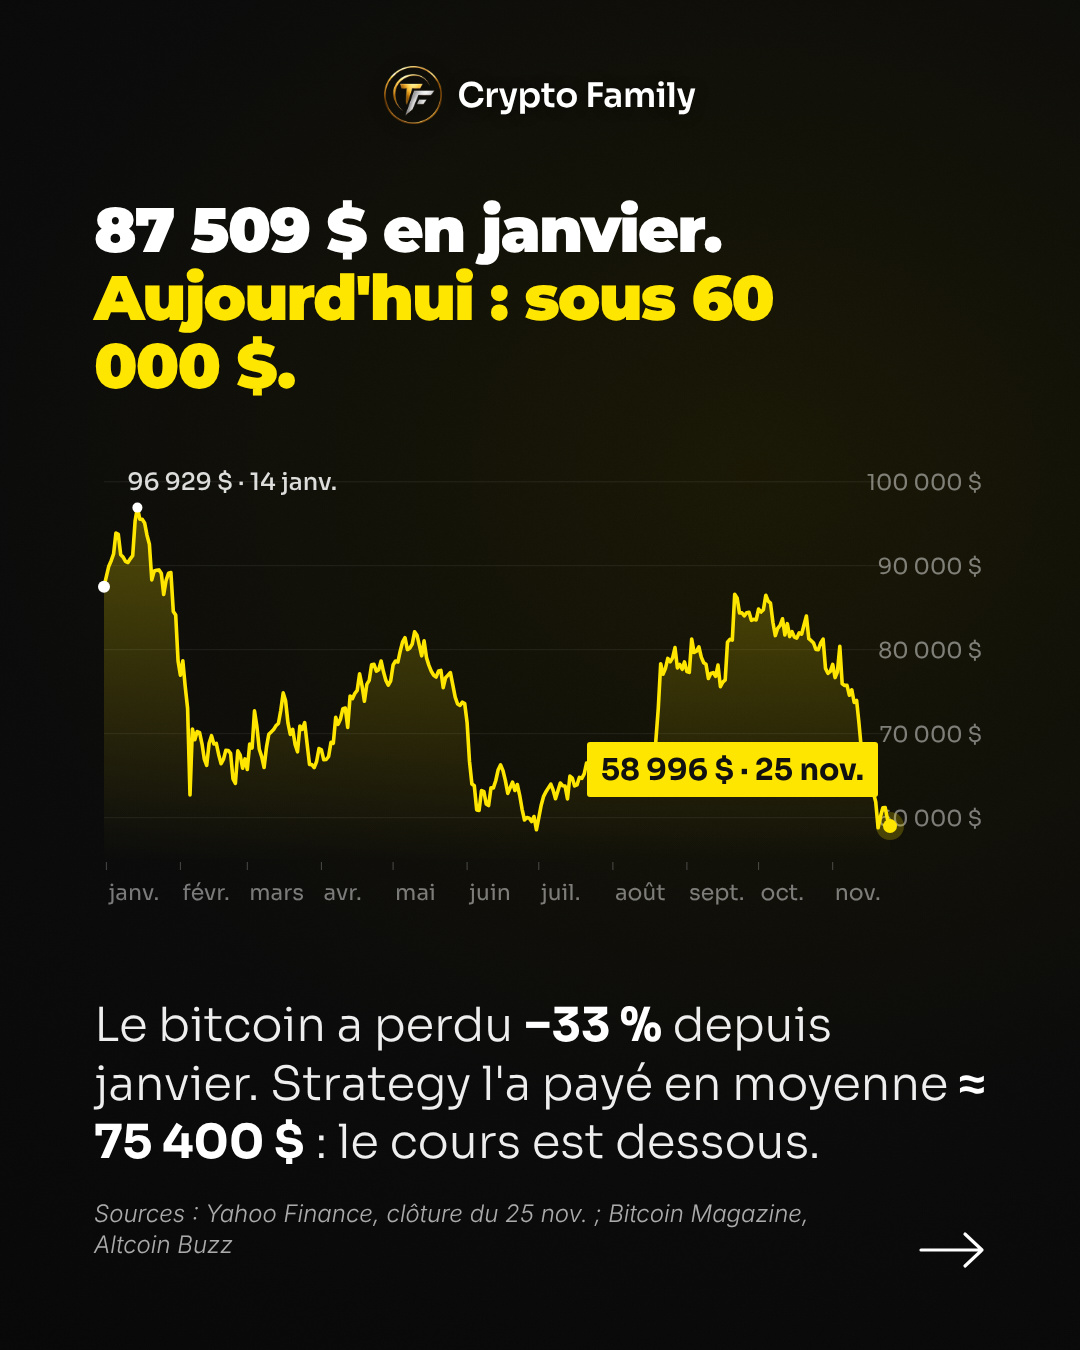 TF Crypto Family
87 509 $ en janvier.
Aujourd'hui : sous 60
000 $.
96 929 $ · 14 janv.
100 000 $
90 000 $
80 000 $
70 000 $
58 996 $ · 25 nov.
60 000 $
janv. févr. mars avr. mai juin juil. août sept. oct. nov.
Le bitcoin a perdu −33 % depuis
janvier. Strategy l'a payé en moyenne ≈
75 400 $ : le cours est dessous.
Sources : Yahoo Finance, clôture du 25 nov. ; Bitcoin Magazine,
Altcoin Buzz